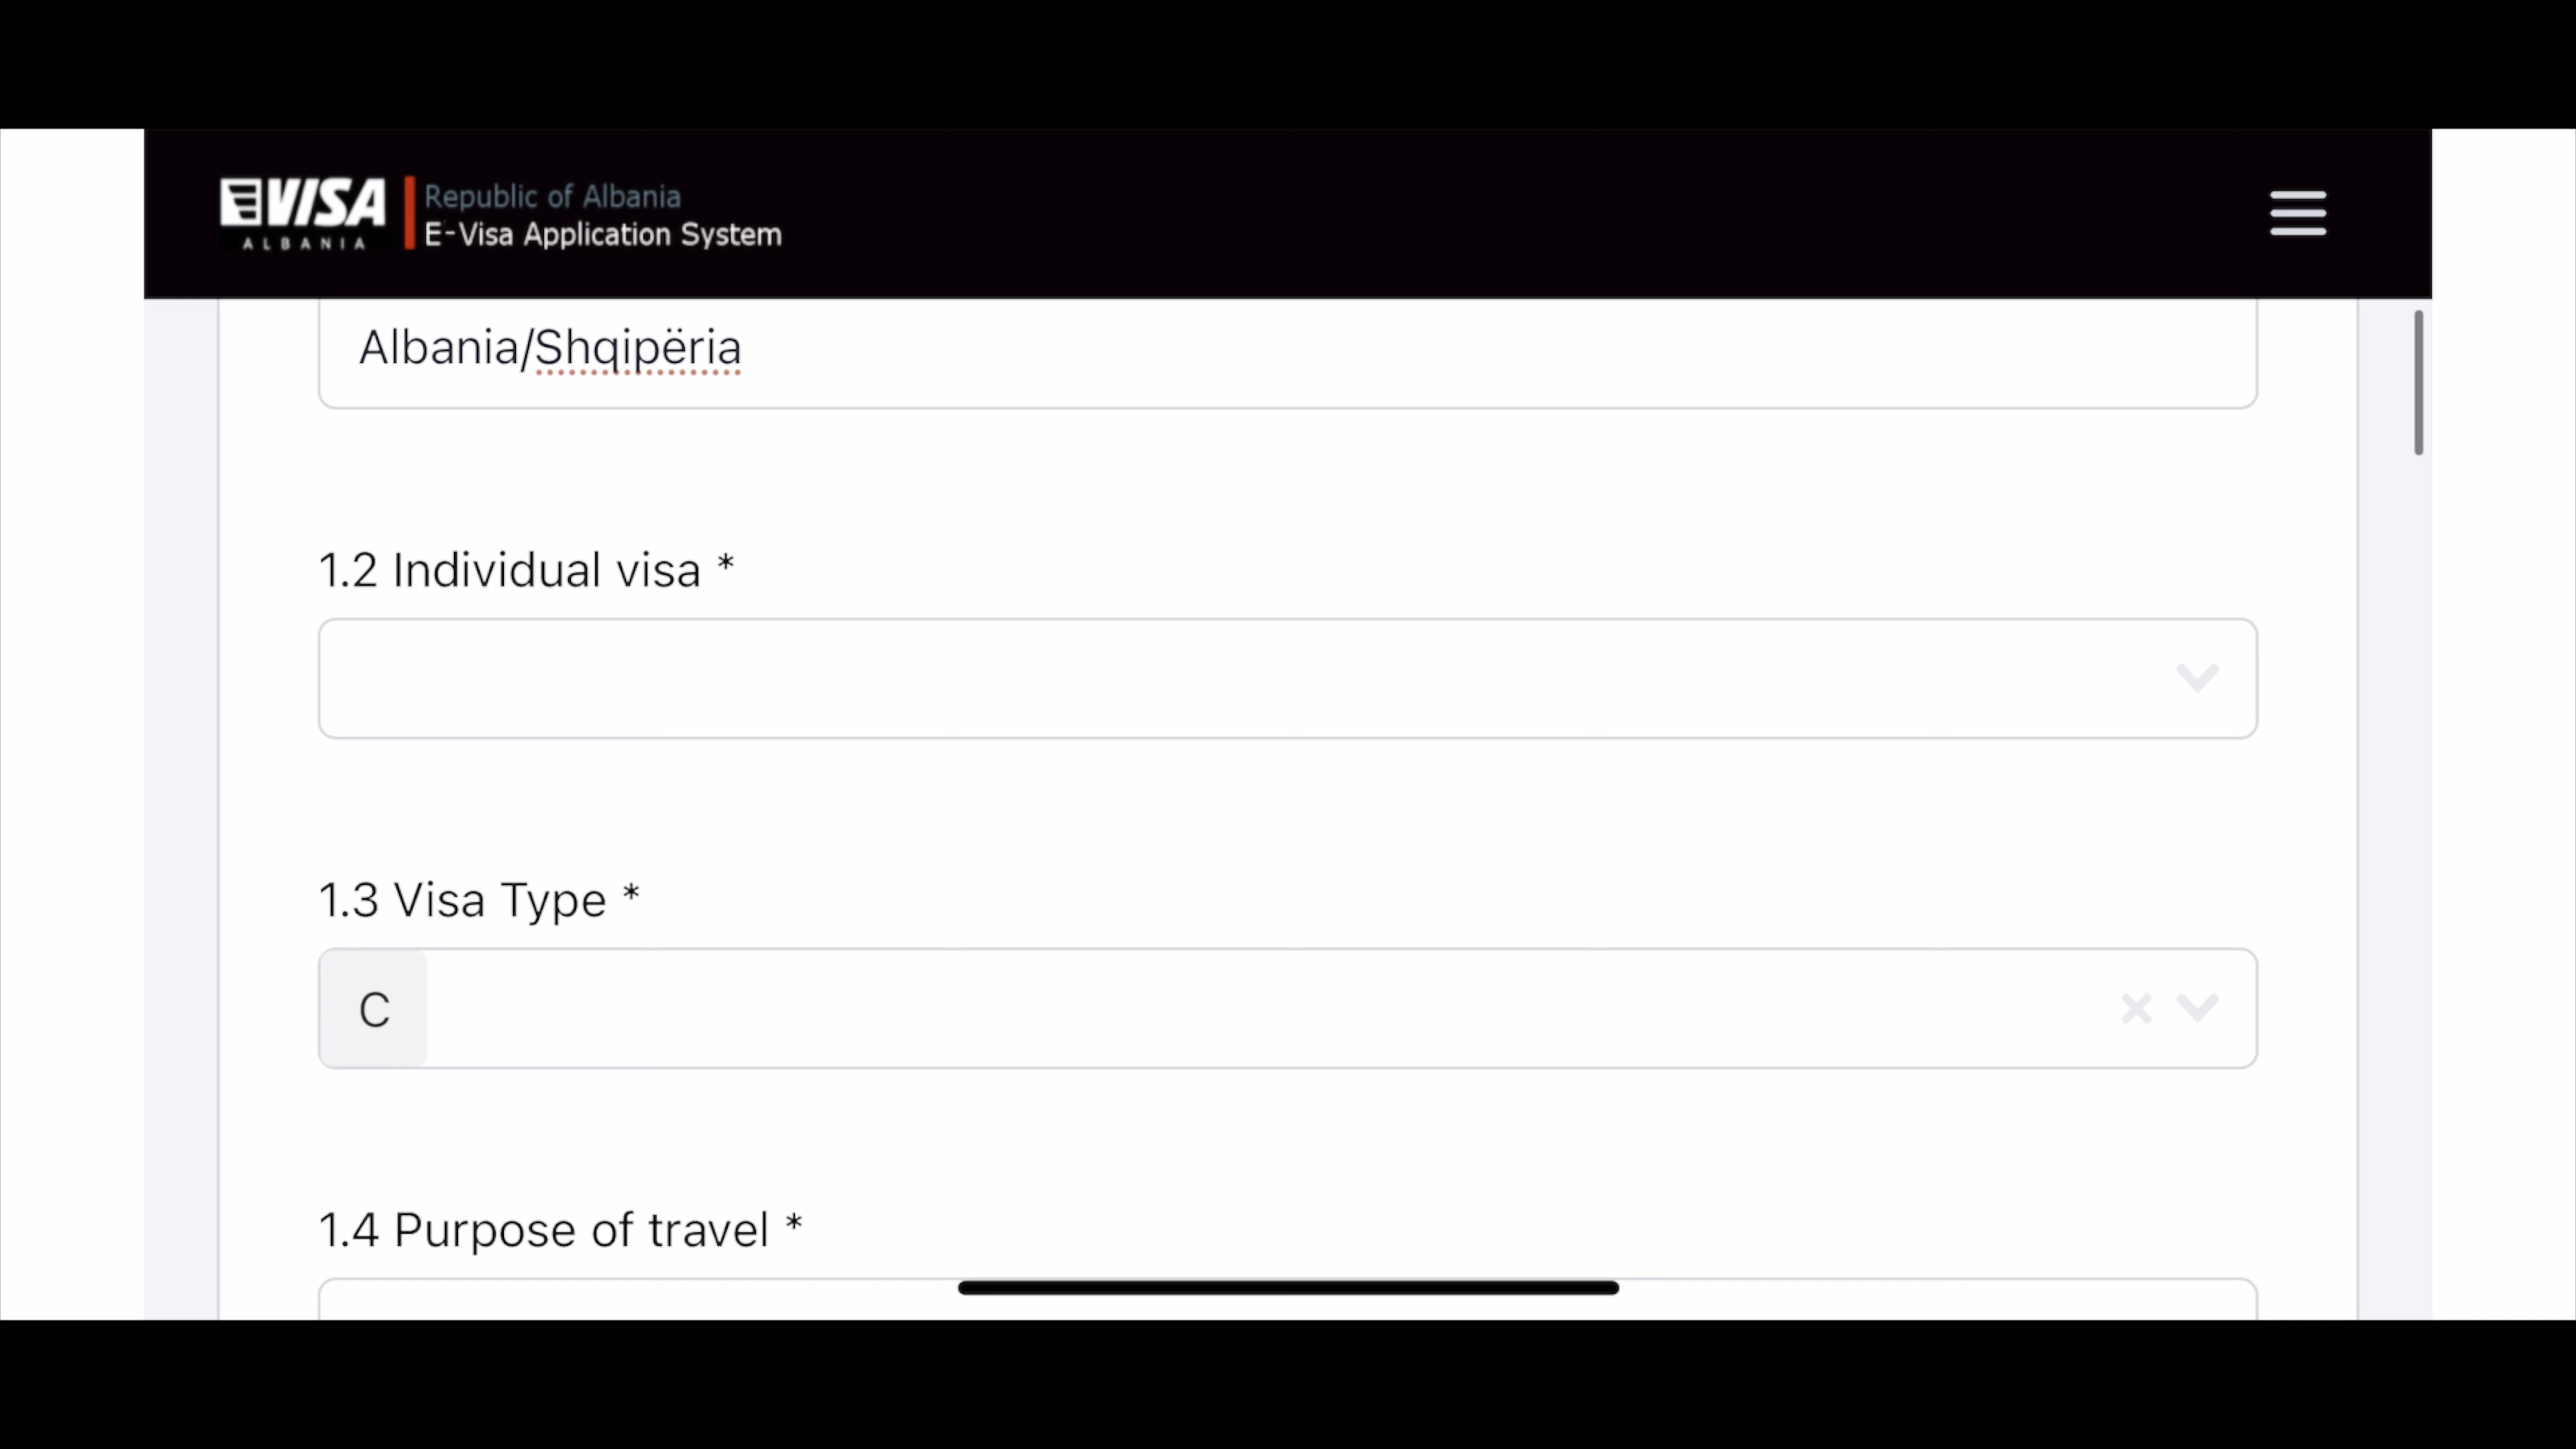 VISA
ALBANIA
Republic of Albania
E-Visa Application System
Albania/Shqipëria
1.2 Individual visa *
1.3 Visa Type *
C
1.4 Purpose of travel *